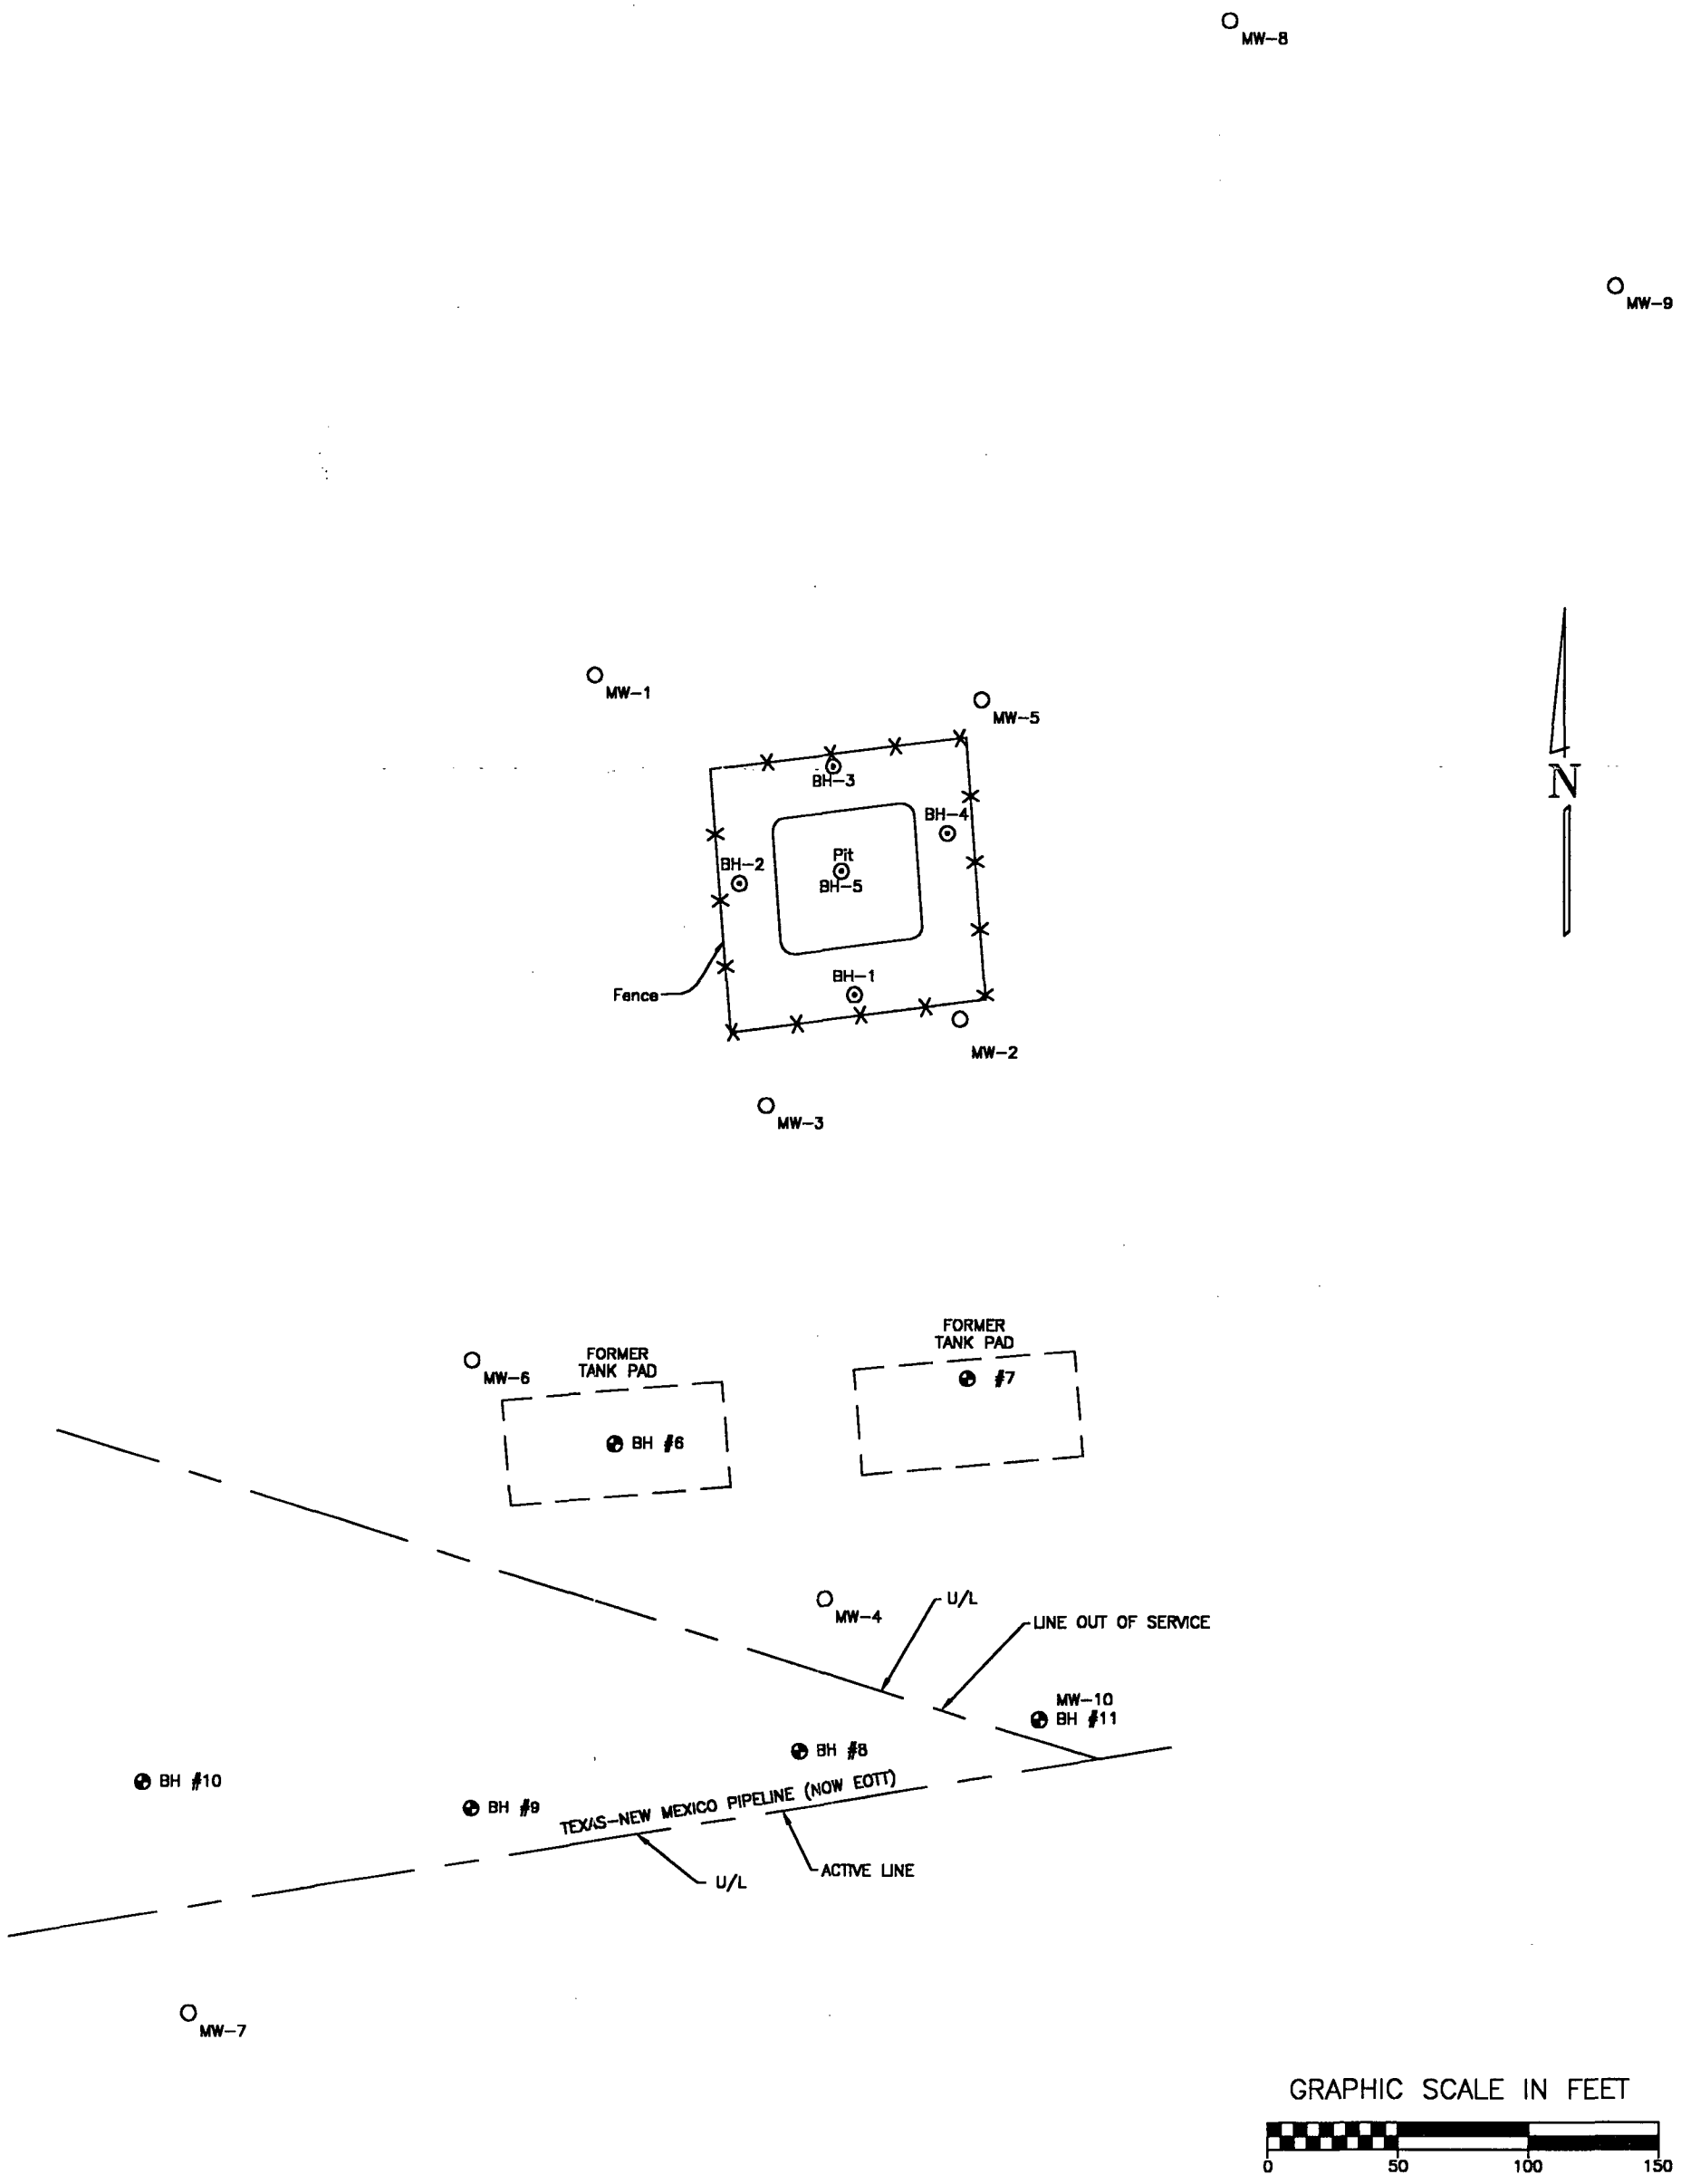 MW-8
MW-9
MW-1
MW-5
BH-3
BH-4
Pit
BH-2
BH-5
N
BH-1
Fence
MW-2
MW-3
FORMER
TANK PAD
FORMER
TANK PAD
MW-6
#7
BH #6
U/L
MW-4
LINE OUT OF SERVICE
MW-10
BH #11
BH #8
BH #10
BH #9
TEXAS-NEW MEXICO PIPELINE (NOW EOTT)
ACTIVE LINE
U/L
MW-7
GRAPHIC SCALE IN FEET
0 50 100 150